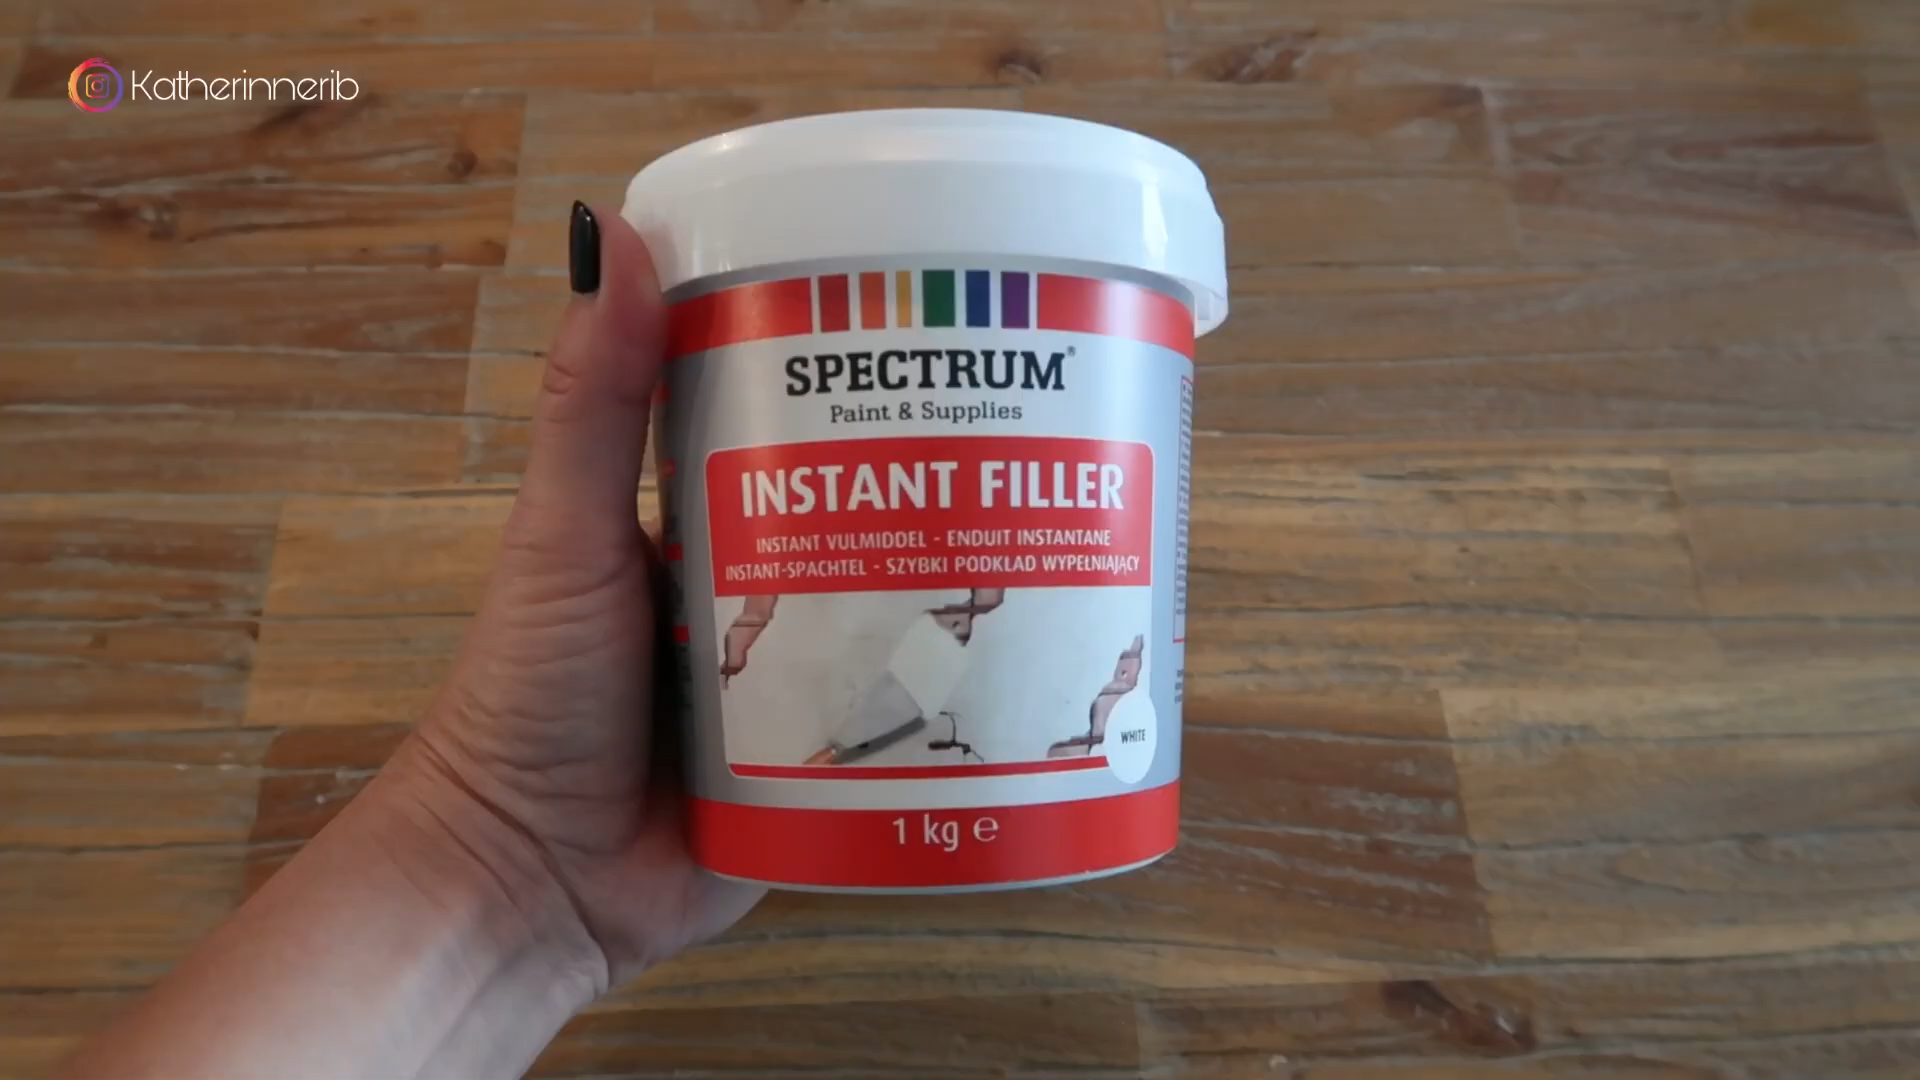 Katherinnerib
SPECTRUM®
Paint & Supplies
INSTANT FILLER
INSTANT VULMIDDEL - ENDUIT INSTANTANE
INSTANT-SPACHTEL - SZYBKI PODKLAD WYPEŁNIAJĄCY
WHITE
1 kg ℮